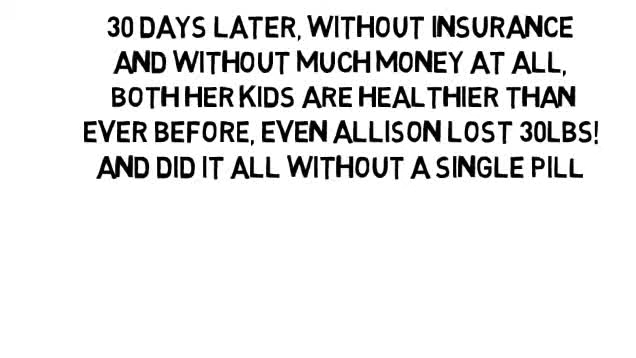 30 DAYS LATER, WITHOUT INSURANCE
AND WITHOUT MUCH MONEY AT ALL,
BOTH HER KIDS ARE HEALTHIER THAN
EVER BEFORE, EVEN ALLISON LOST 30LBS!
AND DID IT ALL WITHOUT A SINGLE PILL